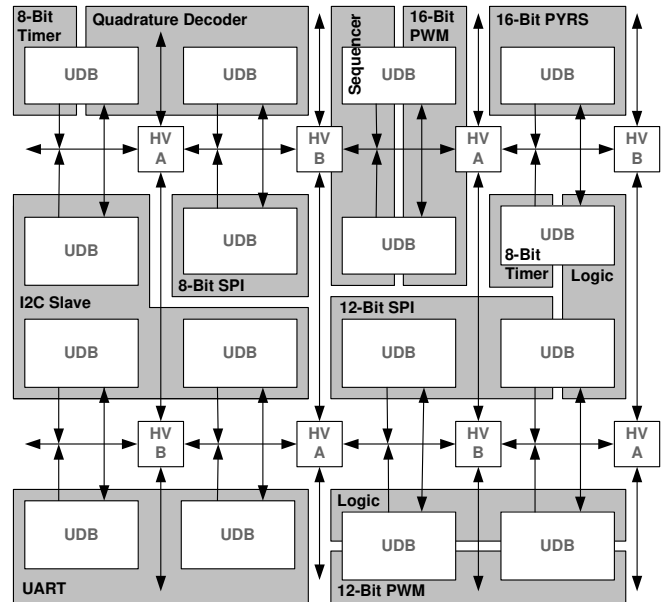 8-Bit
Timer
Quadrature Decoder
Sequencer
16-Bit
PWM
16-Bit PYRS
UDB
UDB
UDB
UDB
HV
A
HV
B
HV
A
HV
B
UDB
UDB
UDB
UDB
8-Bit SPI
8-Bit
Timer
Logic
I2C Slave
12-Bit SPI
UDB
UDB
UDB
UDB
HV
B
HV
A
HV
B
HV
A
Logic
UDB
UDB
UDB
UDB
UART
12-Bit PWM